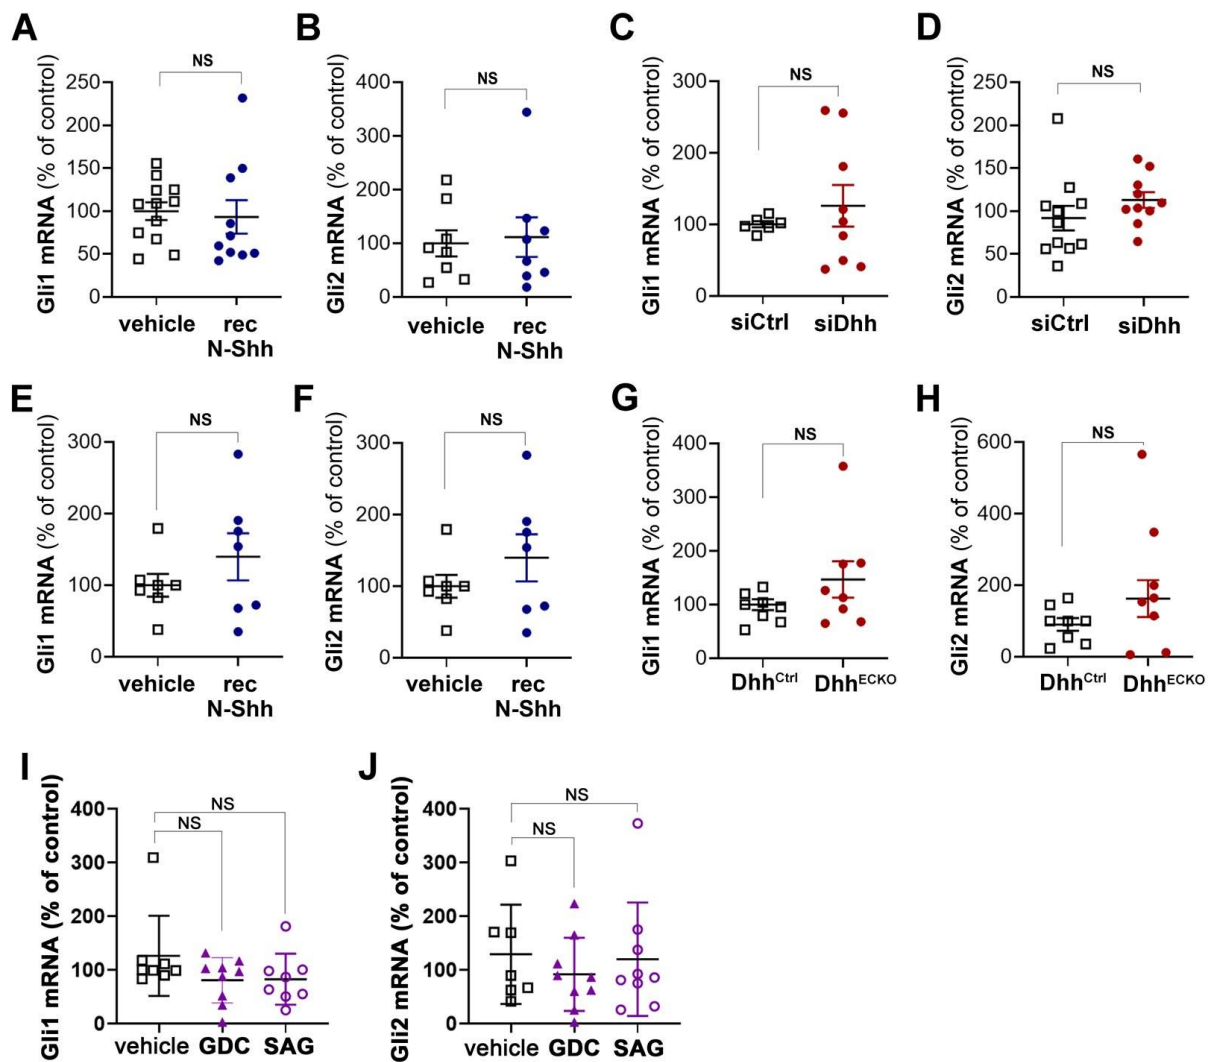 A
Gli1 mRNA (% of control)
250
200
150
100
50
0
NS
vehicle
rec
N-Shh
B
Gli2 mRNA (% of control)
400
300
200
100
0
NS
vehicle
rec
N-Shh
C
Gli1 mRNA (% of control)
300
200
100
0
NS
siCtrl
siDhh
D
Gli2 mRNA (% of control)
250
200
150
100
50
0
NS
siCtrl
siDhh
E
Gli1 mRNA (% of control)
300
200
100
0
NS
vehicle
rec
N-Shh
F
Gli2 mRNA (% of control)
300
200
100
0
NS
vehicle
rec
N-Shh
G
Gli1 mRNA (% of control)
400
300
200
100
0
NS
Dhh^Ctrl
Dhh^ECKO
H
Gli2 mRNA (% of control)
600
400
200
0
NS
Dhh^Ctrl
Dhh^ECKO
I
Gli1 mRNA (% of control)
400
300
200
100
0
NS
NS
vehicle
GDC
SAG
J
Gli2 mRNA (% of control)
400
300
200
100
0
NS
NS
vehicle
GDC
SAG